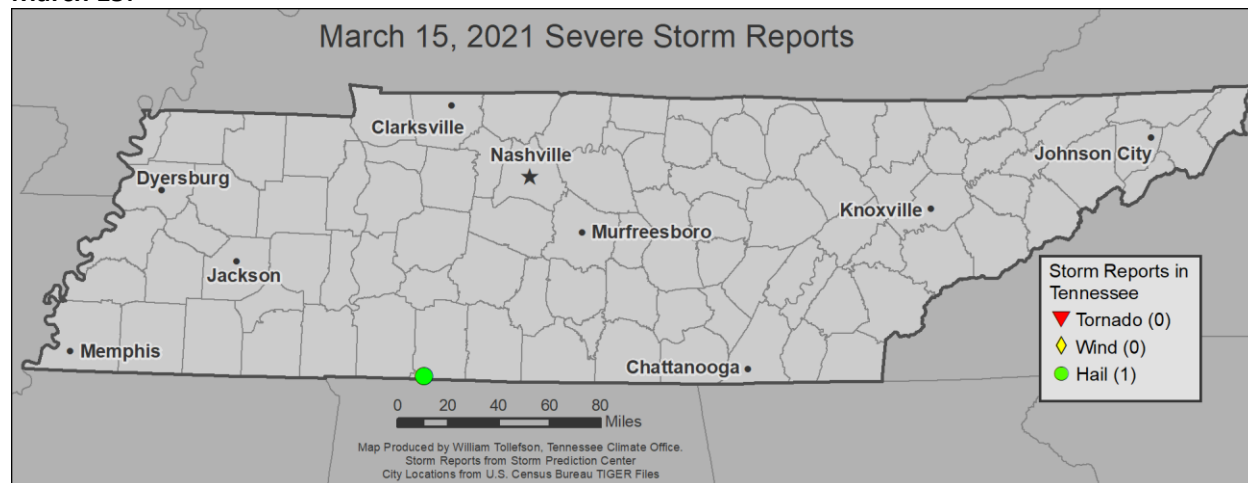 March 15, 2021 Severe Storm Reports
Clarksville
Nashville
Johnson City
Dyersburg
Knoxville
Murfreesboro
Jackson
Storm Reports in
Tennessee
Tornado (0)
Wind (0)
Hail (1)
Memphis
Chattanooga
0 20 40 60 80
Miles
Map Produced by William Tollefson, Tennessee Climate Office.
Storm Reports from Storm Prediction Center
City Locations from U.S. Census Bureau TIGER Files